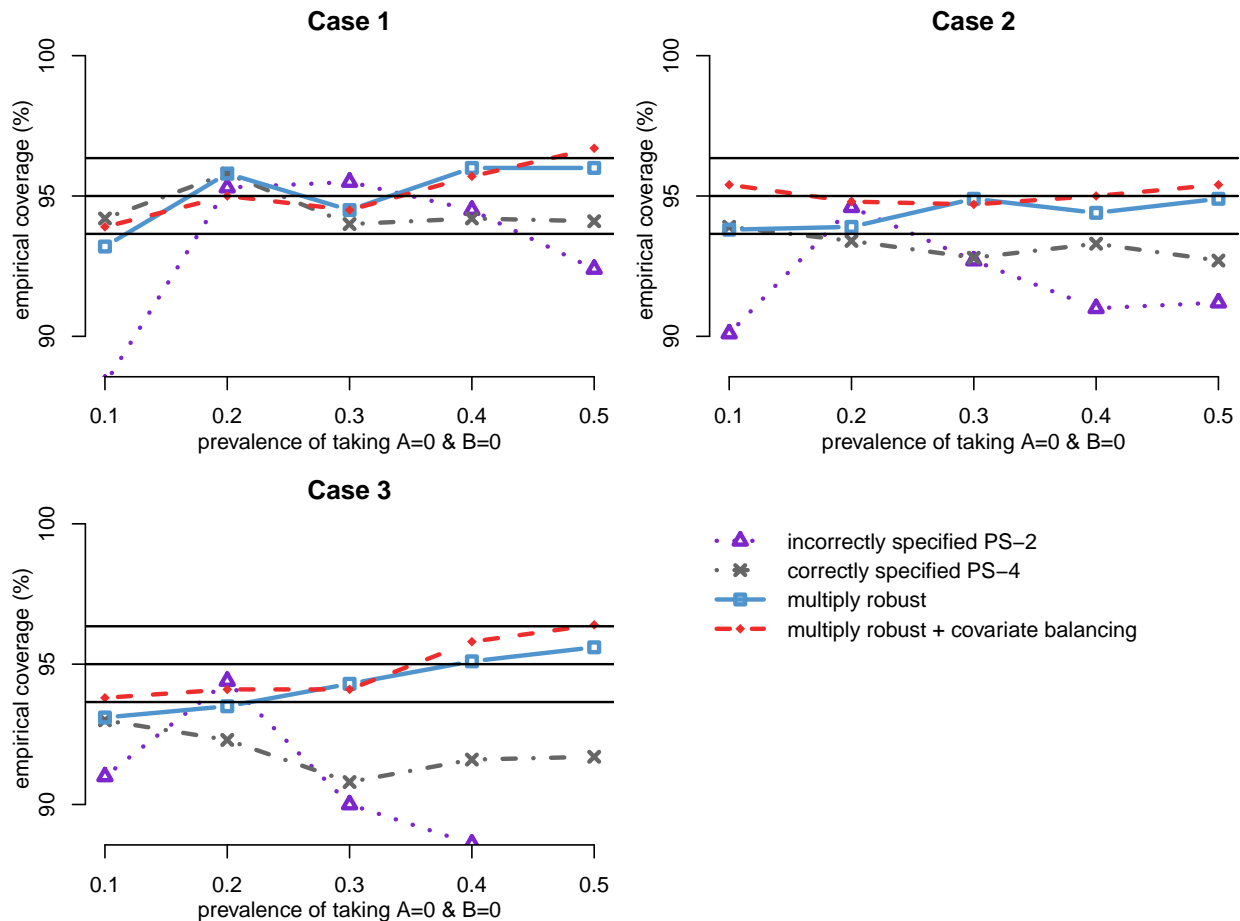 Case 1
empirical coverage (%)
100
95
90
0.1 0.2 0.3 0.4 0.5
prevalence of taking A=0 & B=0
Case 2
empirical coverage (%)
100
95
90
0.1 0.2 0.3 0.4 0.5
prevalence of taking A=0 & B=0
Case 3
empirical coverage (%)
100
95
90
0.1 0.2 0.3 0.4 0.5
prevalence of taking A=0 & B=0
incorrectly specified PS−2
correctly specified PS−4
multiply robust
multiply robust + covariate balancing